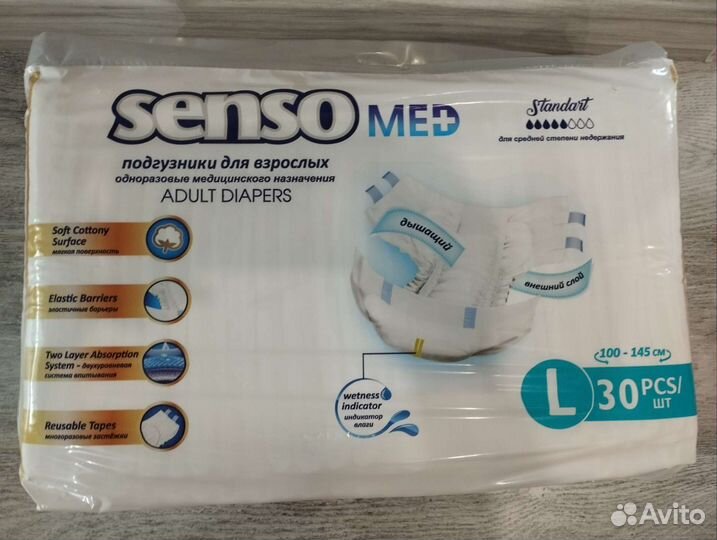 senso MED
Standart
для средней степени недержания
подгузники для взрослых
одноразовые медицинского назначения
ADULT DIAPERS
Soft Cottony
Surface
мягкая поверхность
Elastic Barriers
эластичные барьеры
Two Layer Absorption
System – двухуровневая
система впитывания
Reusable Tapes
многоразовые застёжки
дышащий
внешний слой
wetness
indicator
индикатор
влаги
100 - 145 см
L 30 PCS/
шт
Avito